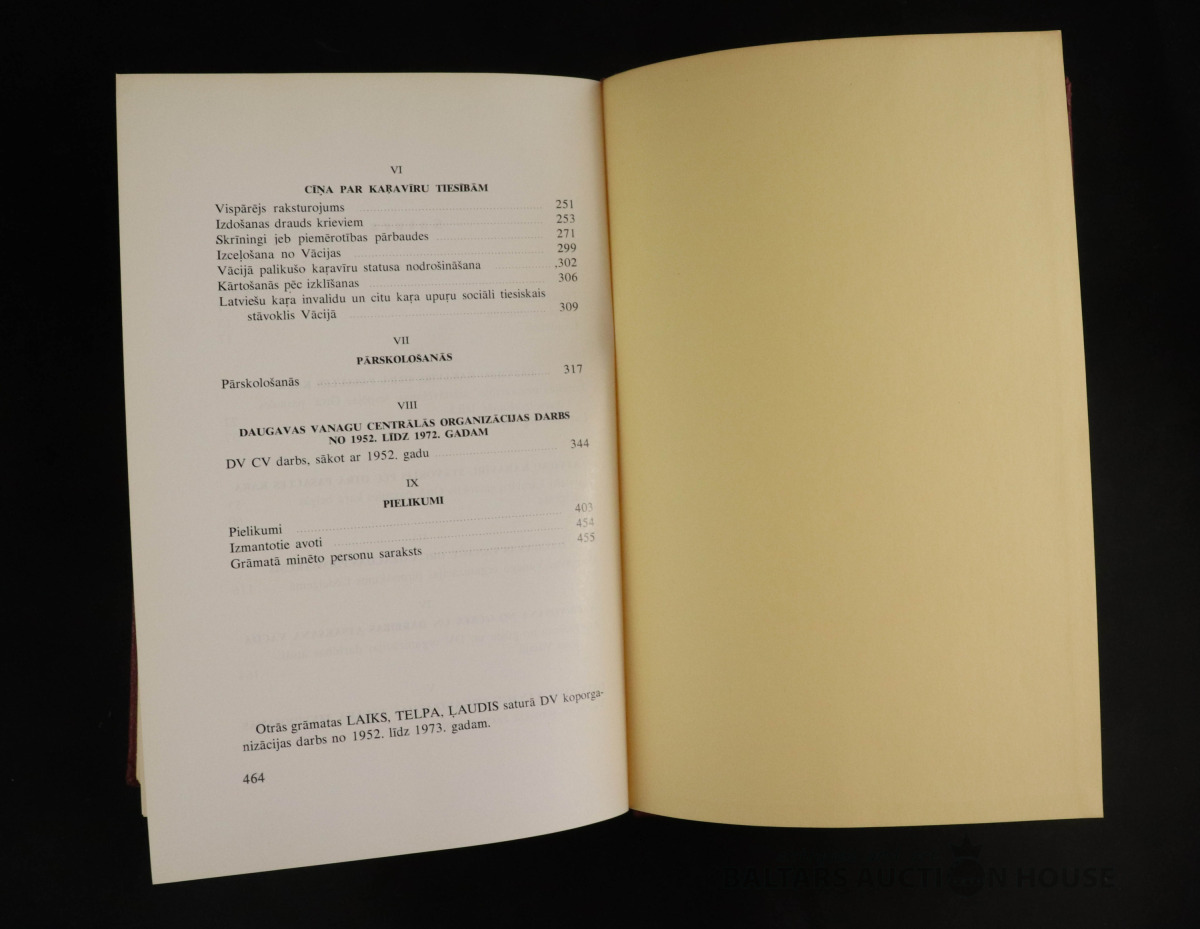 VI
CĪŅA PAR KAŖAVĪRU TIESĪBĀM
Vispārējs raksturojums 251
Izdošanas drauds krieviem 253
Skrīningi jeb piemērotības pārbaudes 271
Izceļošana no Vācijas 299
Vācijā palikušo kaŗavīru statusa nodrošināšana 302
Kārtošanās pēc izklīšanas 306
Latviešu kaŗa invalidu un citu kaŗa upuŗu sociāli tiesiskais
stāvoklis Vācijā 309
VII
PĀRSKOLOŠANĀS
Pārskološanās 317
VIII
DAUGAVAS VANAGU CENTRĀLĀS ORGANIZĀCIJAS DARBS
NO 1952. LĪDZ 1972. GADAM
DV CV darbs, sākot ar 1952. gadu 344
IX
PIELIKUMI
Pielikumi 403
Izmantotie avoti 454
Grāmatā minēto personu saraksts 455
Otrās grāmatas LAIKS, TELPA, ĻAUDIS saturā DV koporga-
nizācijas darbs no 1952. līdz 1973. gadam.
464
BALTARS AUCTION HOUSE